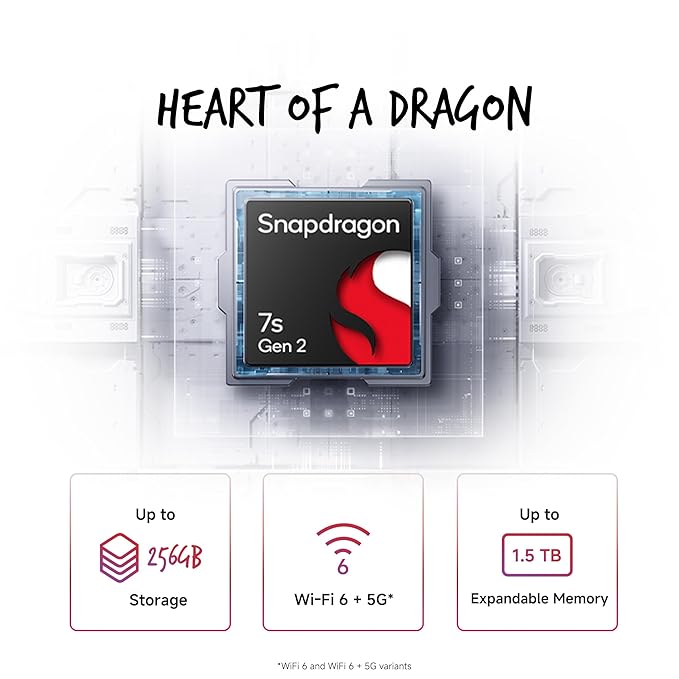 HEART OF A DRAGON
Snapdragon
7s
Gen 2
Up to
256GB
Storage
6
Wi-Fi 6 + 5G*
Up to
1.5 TB
Expandable Memory
*WiFi 6 and WiFi 6 + 5G variants